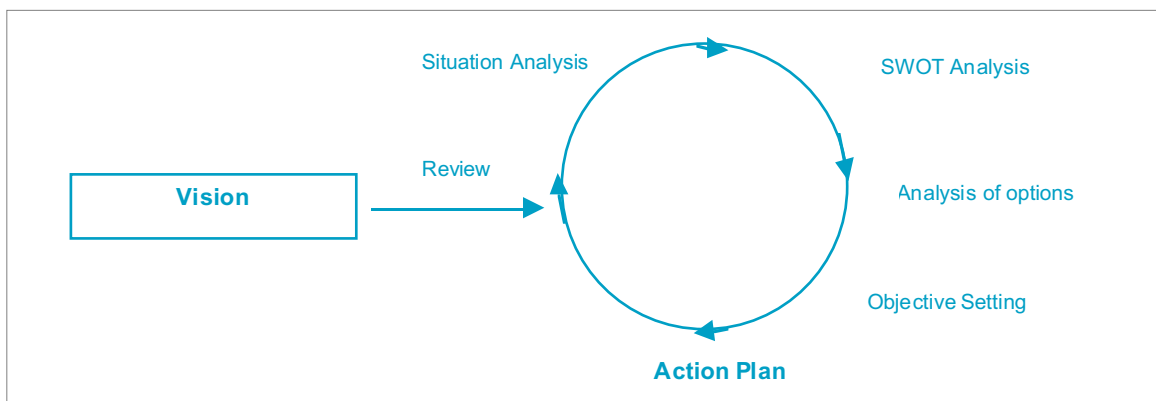 Situation Analysis
SWOT Analysis
Review
Vision
Analysis of options
Objective Setting
Action Plan